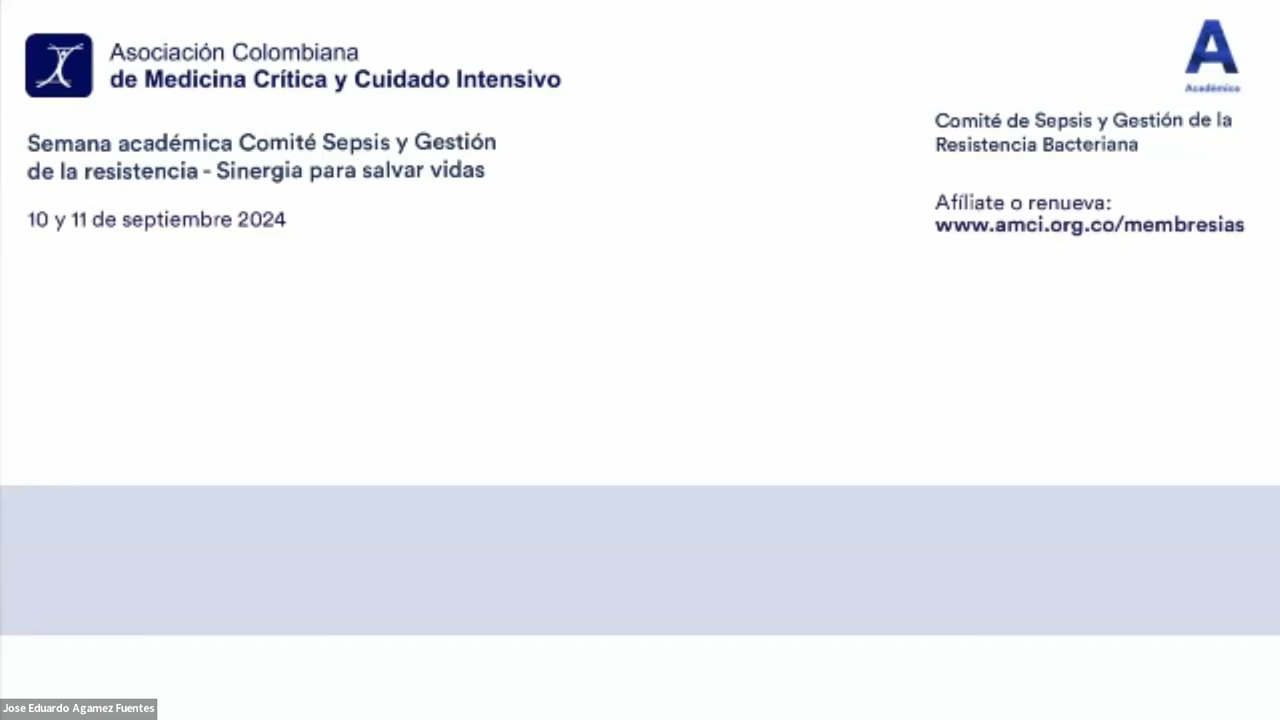 Asociación Colombiana
de Medicina Crítica y Cuidado Intensivo
Semana académica Comité Sepsis y Gestión
de la resistencia - Sinergia para salvar vidas
10 y 11 de septiembre 2024
A
Académico
Comité de Sepsis y Gestión de la
Resistencia Bacteriana
Afíliate o renueva:
www.amci.org.co/membresias
Jose Eduardo Agamez Fuentes